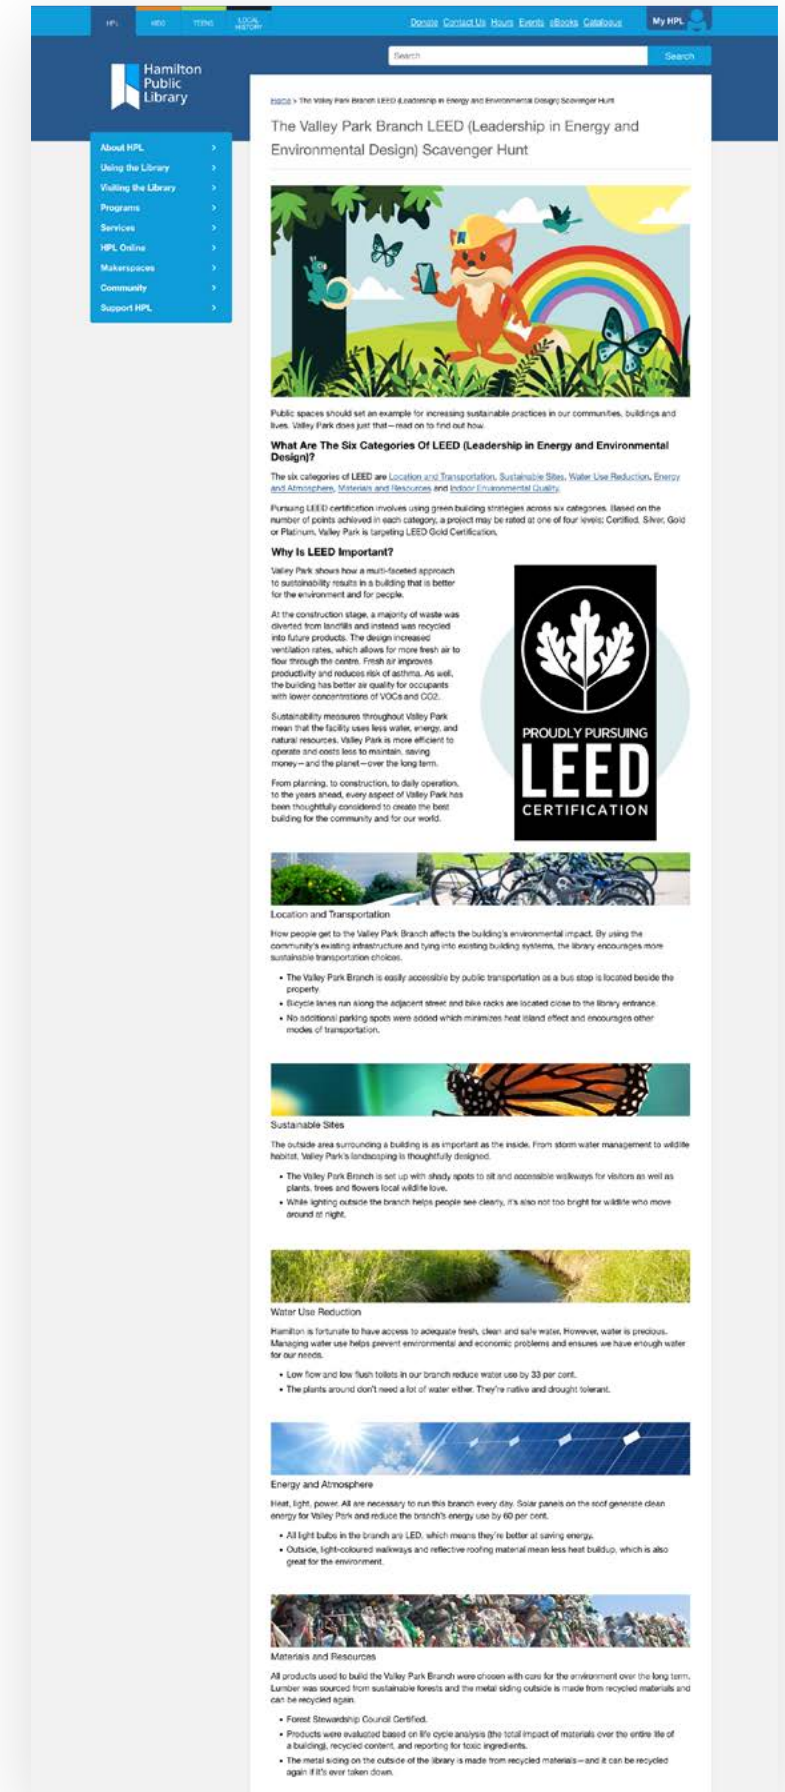 HPL
KIDS
TEENS
LOCAL
HISTORY
Donate Contact Us Hours Events eBooks Catalogue
My HPL
Search
Search
Hamilton
Public
Library
About HPL
Using the Library
Visiting the Library
Programs
Services
HPL Online
Makerspaces
Community
Support HPL
Home > The Valley Park Branch LEED (Leadership in Energy and Environmental Design) Scavenger Hunt
The Valley Park Branch LEED (Leadership in Energy and
Environmental Design) Scavenger Hunt
Public spaces should set an example for increasing sustainable practices in our communities, buildings and
lives. Valley Park does just that—read on to find out how.
What Are The Six Categories Of LEED (Leadership in Energy and Environmental
Design)?
The six categories of LEED are Location and Transportation, Sustainable Sites, Water Use Reduction, Energy
and Atmosphere, Materials and Resources and Indoor Environmental Quality.
Pursuing LEED certification involves using green building strategies across six categories. Based on the
number of points achieved in each category, a project may be rated at one of four levels: Certified, Silver, Gold
or Platinum. Valley Park is targeting LEED Gold Certification.
Why Is LEED Important?
Valley Park shows how a multi-faceted approach
to sustainability results in a building that is better
for the environment and for people.
At the construction stage, a majority of waste was
diverted from landfills and instead was recycled
into future products. The design increased
ventilation rates, which allows for more fresh air to
flow through the centre. Fresh air improves
productivity and reduces risk of asthma. As well,
the building has better air quality for occupants
with lower concentrations of VOCs and CO2.
Sustainability measures throughout Valley Park
mean that the facility uses less water, energy, and
natural resources. Valley Park is more efficient to
operate and costs less to maintain, saving
money—and the planet—over the long term.
From planning, to construction, to daily operation,
to the years ahead, every aspect of Valley Park has
been thoughtfully considered to create the best
building for the community and for our world.
PROUDLY PURSUING
LEED
CERTIFICATION
Location and Transportation
How people get to the Valley Park Branch affects the building's environmental impact. By using the
community's existing infrastructure and tying into existing building systems, the library encourages more
sustainable transportation choices.
• The Valley Park Branch is easily accessible by public transportation as a bus stop is located beside the
property.
• Bicycle lanes run along the adjacent street and bike racks are located close to the library entrance.
• No additional parking spots were added which minimizes heat island effect and encourages other
modes of transportation.
Sustainable Sites
The outside area surrounding a building is as important as the inside. From storm water management to wildlife
habitat, Valley Park's landscaping is thoughtfully designed.
• The Valley Park Branch is set up with shady spots to sit and accessible walkways for visitors as well as
plants, trees and flowers local wildlife love.
• While lighting outside the branch helps people see clearly, it's also not too bright for wildlife who move
around at night.
Water Use Reduction
Hamilton is fortunate to have access to adequate fresh, clean and safe water. However, water is precious.
Managing water use helps prevent environmental and economic problems and ensures we have enough water
for our needs.
• Low flow and low flush toilets in our branch reduce water use by 33 per cent.
• The plants around don't need a lot of water either. They're native and drought tolerant.
Energy and Atmosphere
Heat, light, power. All are necessary to run this branch every day. Solar panels on the roof generate clean
energy for Valley Park and reduce the branch's energy use by 60 per cent.
• All light bulbs in the branch are LED, which means they're better at saving energy.
• Outside, light-coloured walkways and reflective roofing material mean less heat buildup, which is also
great for the environment.
Materials and Resources
All products used to build the Valley Park Branch were chosen with care for the environment over the long term.
Lumber was sourced from sustainable forests and the metal siding outside is made from recycled materials and
can be recycled again.
• Forest Stewardship Council Certified.
• Products were evaluated based on life cycle analysis (the total impact of materials over the entire life of
a building), recycled content, and reporting for toxic ingredients.
• The metal siding on the outside of the library is made from recycled materials—and it can be recycled
again if it's ever taken down.